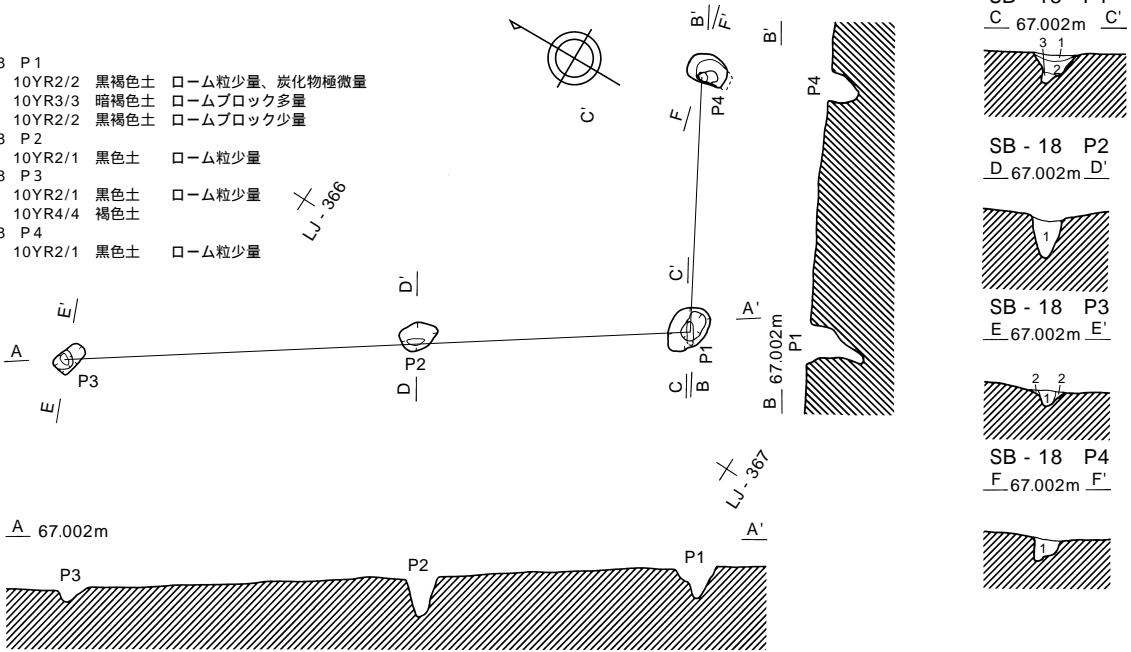 P1
10YR2/2 黒褐色土 ローム粒少量、炭化物極微量
10YR3/3 暗褐色土 ロームブロック多量
10YR2/2 黒褐色土 ロームブロック少量
P2
10YR2/1 黒色土 ローム粒少量
P3
10YR2/1 黒色土 ローム粒少量
10YR4/4 褐色土
P4
10YR2/1 黒色土 ローム粒少量
LJ - 366
C'
B' F'
P4
F
E'
D'
C'
A
A'
P3
P2
P1
E
D
C B
LJ - 367
B'
P4
P1
B 67.002m
A 67.002m
A'
P3
P2
P1
C 67.002m C'
3 1
2
SB - 18 P2
D 67.002m D'
1
SB - 18 P3
E 67.002m E'
2 2
1
SB - 18 P4
F 67.002m F'
1